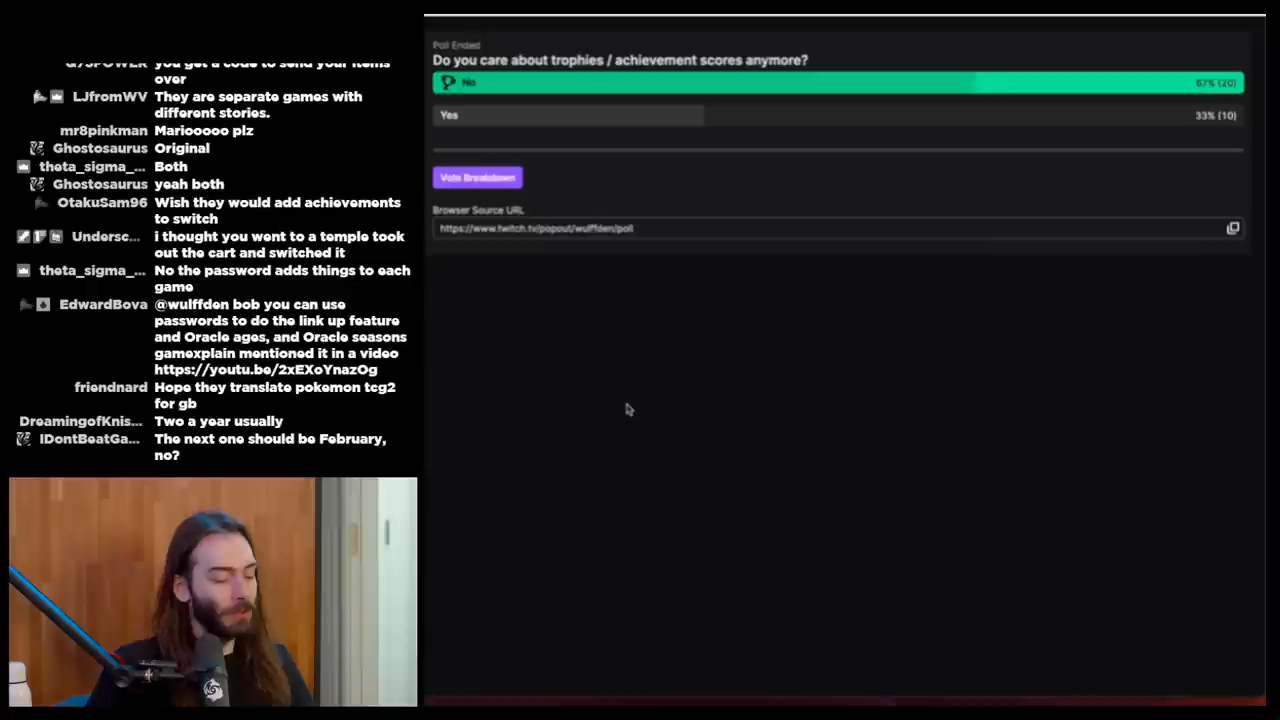 G75POWER you get a code to send your items
over
LJfromWV They are separate games with
different stories.
mr8pinkman Mariooooo plz
Ghostosaurus Original
theta_sigma_... Both
Ghostosaurus yeah both
OtakuSam96 Wish they would add achievements
to switch
Undersc... i thought you went to a temple took
out the cart and switched it
theta_sigma_... No the password adds things to each
game
EdwardBova @wulffden bob you can use
passwords to do the link up feature
and Oracle ages, and Oracle seasons
gamexplain mentioned it in a video
https://youtu.be/2xEXoYnazOg
friendnard Hope they translate pokemon tcg2
for gb
DreamingofKnis... Two a year usually
IDontBeatGa... The next one should be February,
no?
Poll Ended
Do you care about trophies / achievement scores anymore?
No 67% (20)
Yes 33% (10)
Vote Breakdown
Browser Source URL
https://www.twitch.tv/popout/wulffden/poll